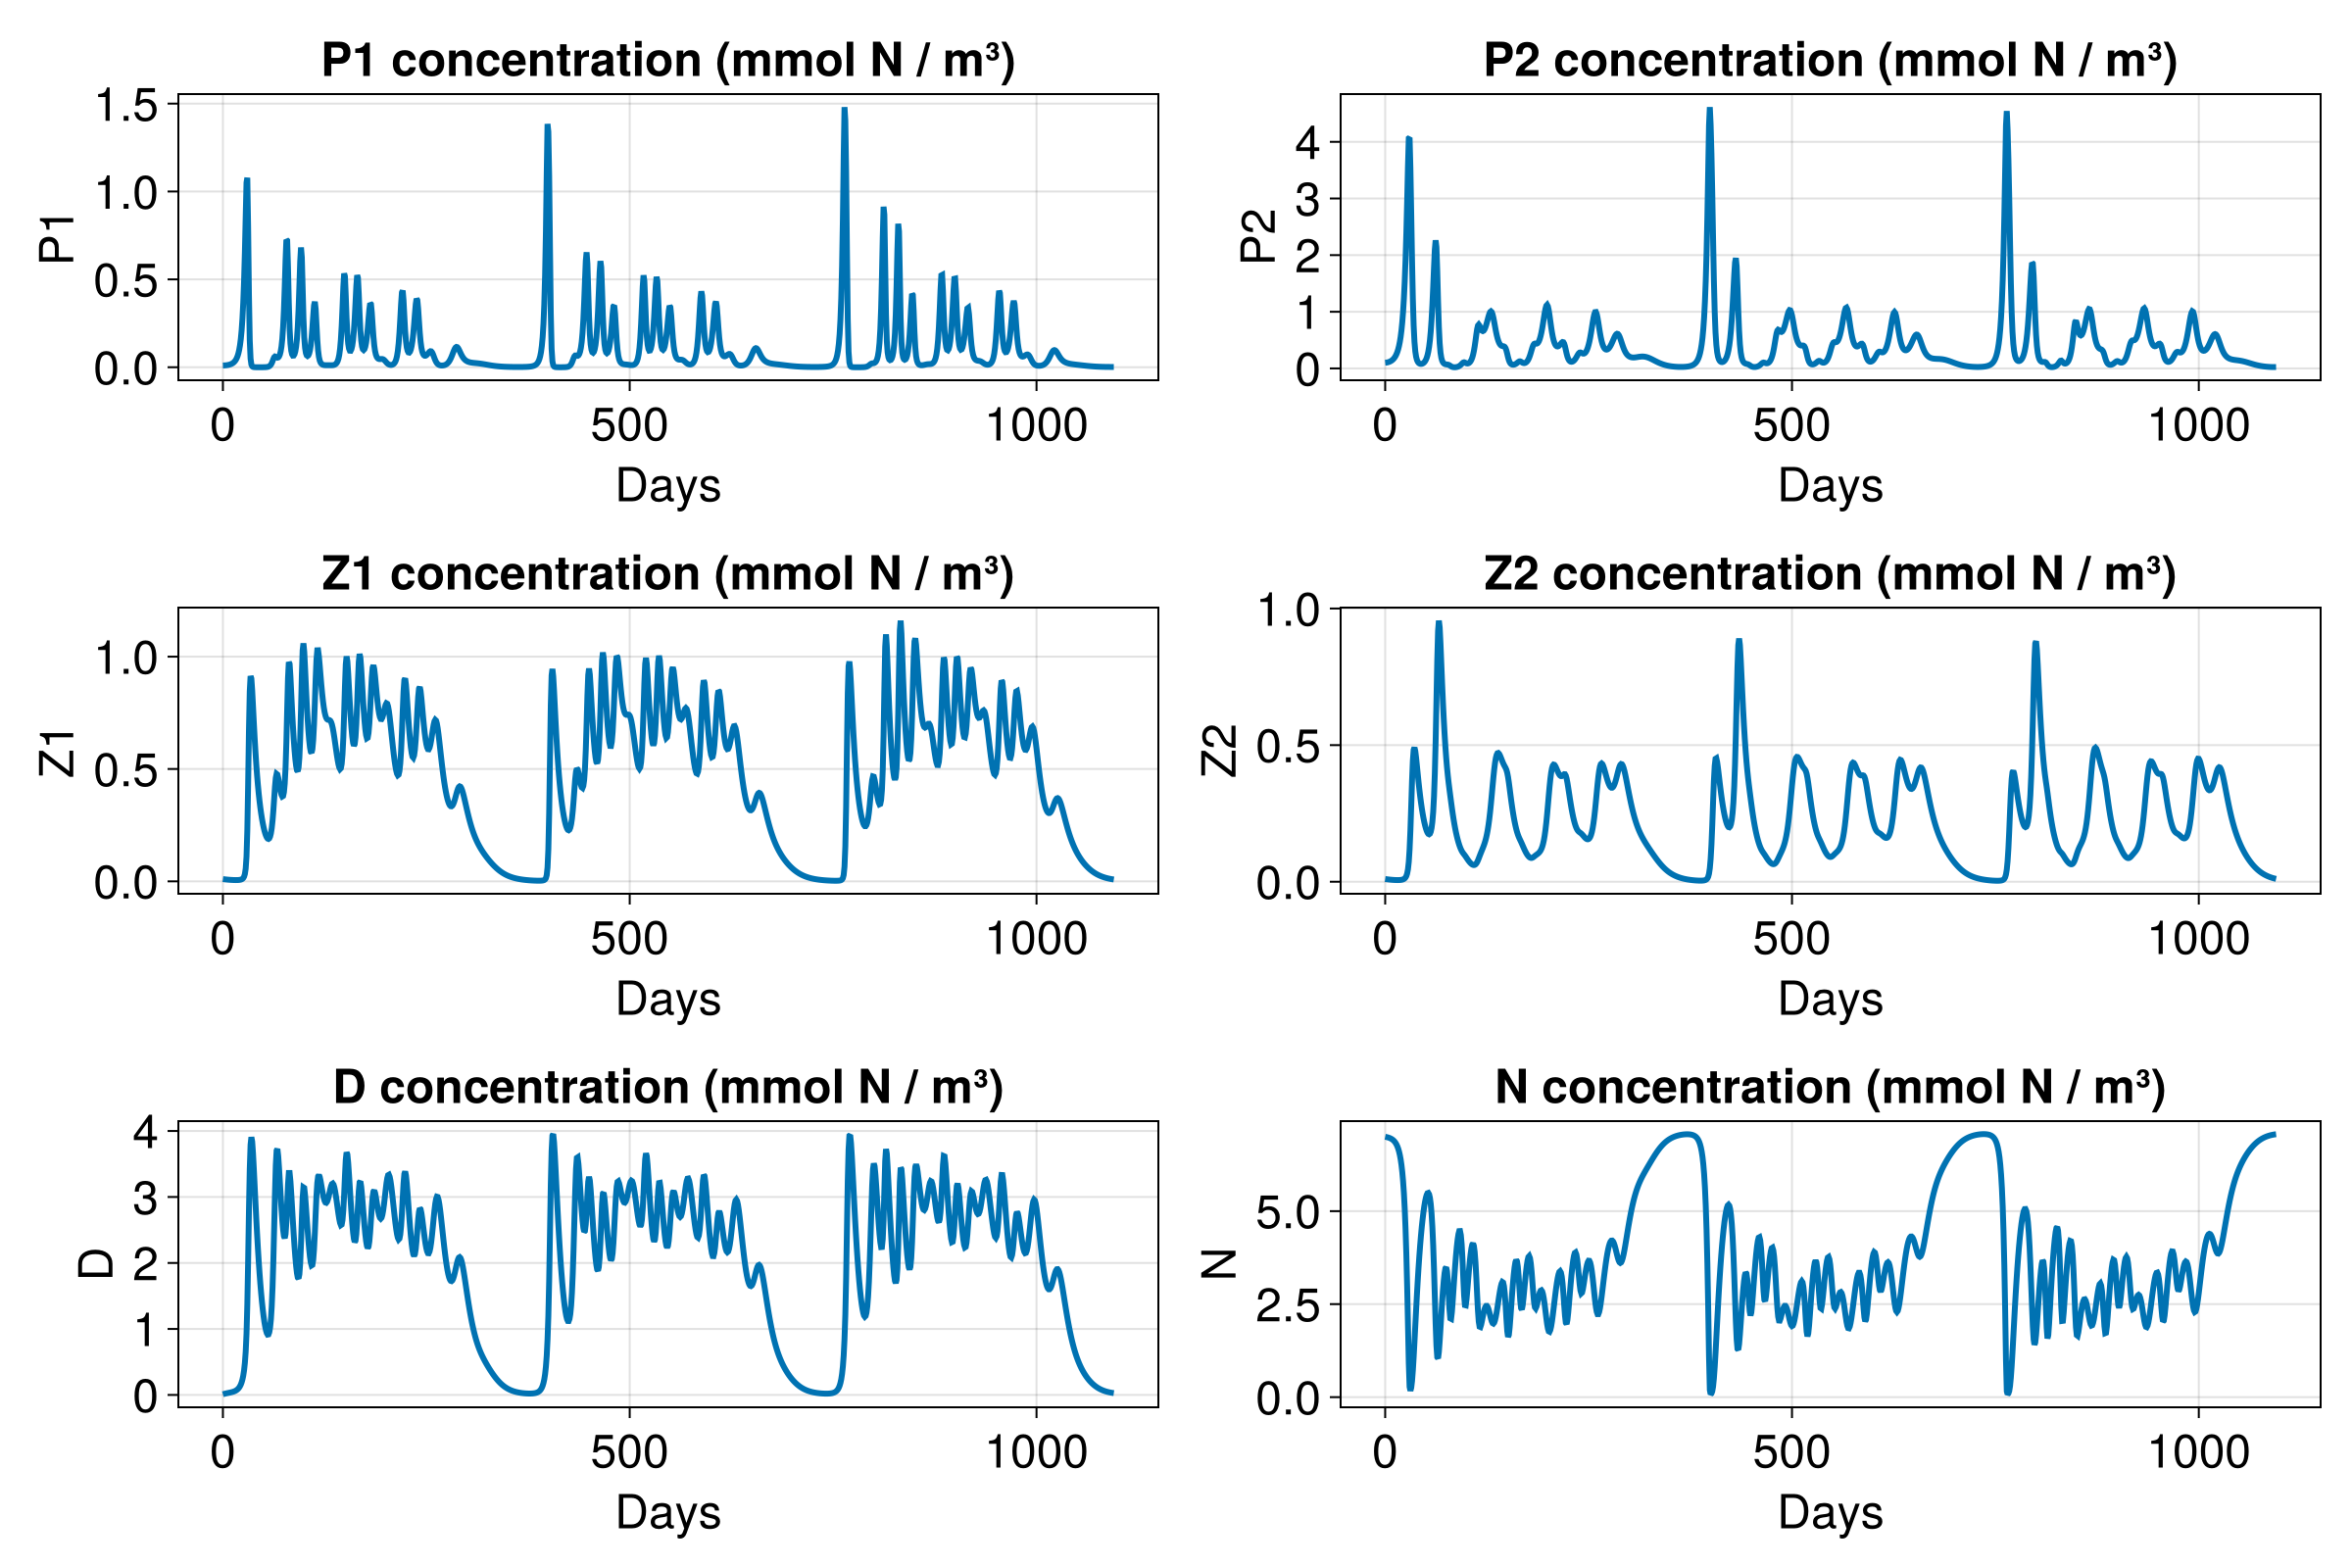 P1 concentration (mmol N / m³)
1.5
1.0
0.5
0.0
P1
0 500 1000
Days
P2 concentration (mmol N / m³)
4
3
2
1
0
P2
0 500 1000
Days
Z1 concentration (mmol N / m³)
1.0
0.5
0.0
Z1
0 500 1000
Days
Z2 concentration (mmol N / m³)
1.0
0.5
0.0
Z2
0 500 1000
Days
D concentration (mmol N / m³)
4
3
2
1
0
D
0 500 1000
Days
N concentration (mmol N / m³)
5.0
2.5
0.0
N
0 500 1000
Days